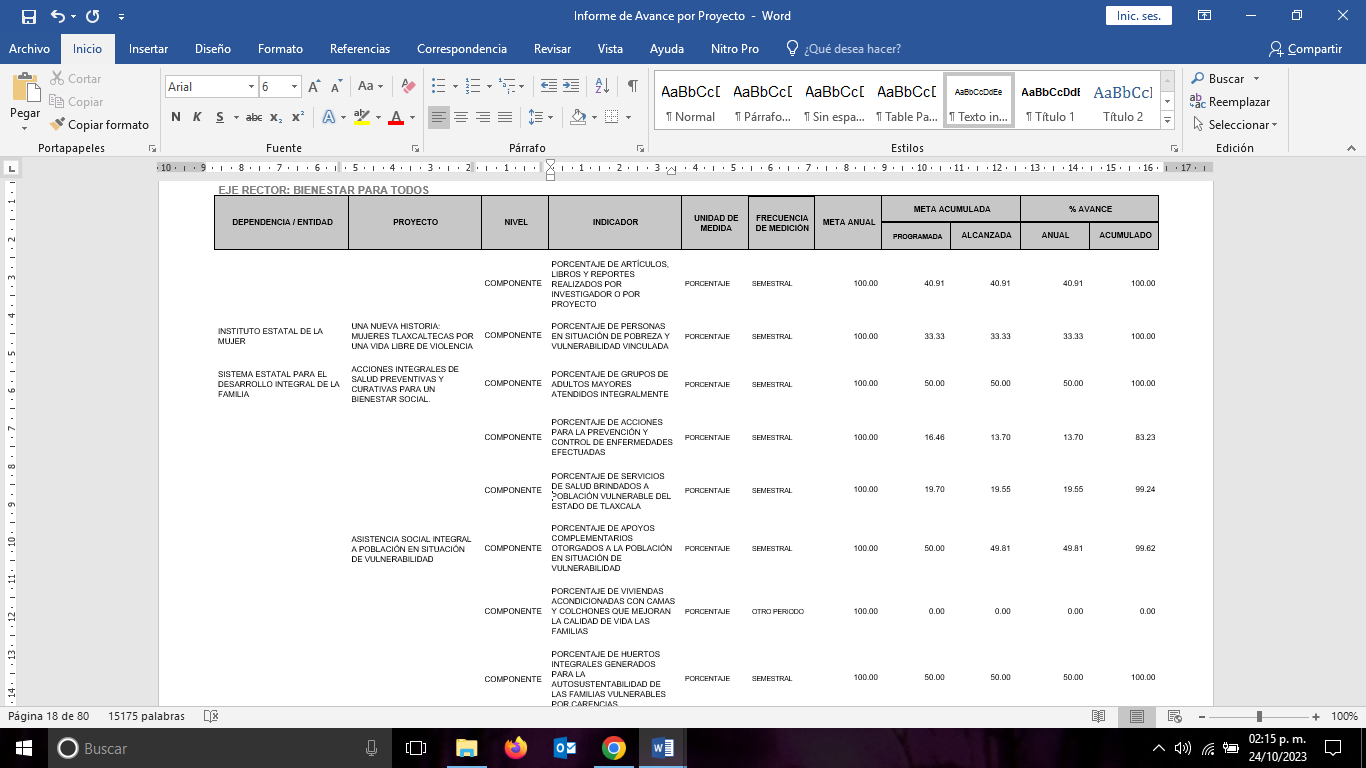 Informe de Avance por Proyecto - Word
Inic. ses.
Archivo Inicio Insertar Diseño Formato Referencias Correspondencia Revisar Vista Ayuda Nitro Pro ¿Qué desea hacer? Compartir
Pegar
Cortar
Copiar
Copiar formato
Portapapeles
Arial 6
N K S abc x₂ x²
Fuente
Párrafo
AaBbCcD AaBbCcD AaBbCcD AaBbCcD AaBbCcDdEe AaBbCcDdE AaBbCcI
¶ Normal ¶ Párrafo... ¶ Sin espa... ¶ Table Pa... ¶ Texto in... ¶ Título 1 Título 2
Estilos
Buscar
Reemplazar
Seleccionar
Edición
EJE RECTOR: BIENESTAR PARA TODOS
DEPENDENCIA / ENTIDAD PROYECTO NIVEL INDICADOR UNIDAD DE MEDIDA FRECUENCIA DE MEDICIÓN META ANUAL META ACUMULADA % AVANCE
PROGRAMADA ALCANZADA ANUAL ACUMULADO
COMPONENTE
PORCENTAJE DE ARTÍCULOS,
LIBROS Y REPORTES
REALIZADOS POR
INVESTIGADOR O POR
PROYECTO
PORCENTAJE SEMESTRAL 100.00 40.91 40.91 40.91 100.00
INSTITUTO ESTATAL DE LA
MUJER
UNA NUEVA HISTORIA:
MUJERES TLAXCALTECAS POR
UNA VIDA LIBRE DE VIOLENCIA
COMPONENTE
PORCENTAJE DE PERSONAS
EN SITUACIÓN DE POBREZA Y
VULNERABILIDAD VINCULADA
PORCENTAJE SEMESTRAL 100.00 33.33 33.33 33.33 100.00
SISTEMA ESTATAL PARA EL
DESARROLLO INTEGRAL DE LA
FAMILIA
ACCIONES INTEGRALES DE
SALUD PREVENTIVAS Y
CURATIVAS PARA UN
BIENESTAR SOCIAL.
COMPONENTE
PORCENTAJE DE GRUPOS DE
ADULTOS MAYORES
ATENDIDOS INTEGRALMENTE
PORCENTAJE SEMESTRAL 100.00 50.00 50.00 50.00 100.00
COMPONENTE
PORCENTAJE DE ACCIONES
PARA LA PREVENCIÓN Y
CONTROL DE ENFERMEDADES
EFECTUADAS
PORCENTAJE SEMESTRAL 100.00 16.46 13.70 13.70 83.23
COMPONENTE
PORCENTAJE DE SERVICIOS
DE SALUD BRINDADOS A
POBLACIÓN VULNERABLE DEL
ESTADO DE TLAXCALA
PORCENTAJE SEMESTRAL 100.00 19.70 19.55 19.55 99.24
ASISTENCIA SOCIAL INTEGRAL
A POBLACIÓN EN SITUACIÓN
DE VULNERABILIDAD
COMPONENTE
PORCENTAJE DE APOYOS
COMPLEMENTARIOS
OTORGADOS A LA POBLACIÓN
EN SITUACIÓN DE
VULNERABILIDAD
PORCENTAJE SEMESTRAL 100.00 50.00 49.81 49.81 99.62
COMPONENTE
PORCENTAJE DE VIVIENDAS
ACONDICIONADAS CON CAMAS
Y COLCHONES QUE MEJORAN
LA CALIDAD DE VIDA LAS
FAMILIAS
PORCENTAJE OTRO PERIODO 100.00 0.00 0.00 0.00 0.00
COMPONENTE
PORCENTAJE DE HUERTOS
INTEGRALES GENERADOS
PARA LA
AUTOSUSTENTABILIDAD DE
LAS FAMILIAS VULNERABLES
POR CARENCIAS
PORCENTAJE SEMESTRAL 100.00 50.00 50.00 50.00 100.00
Página 18 de 80 15175 palabras 100%
Buscar
02:15 p. m.
24/10/2023